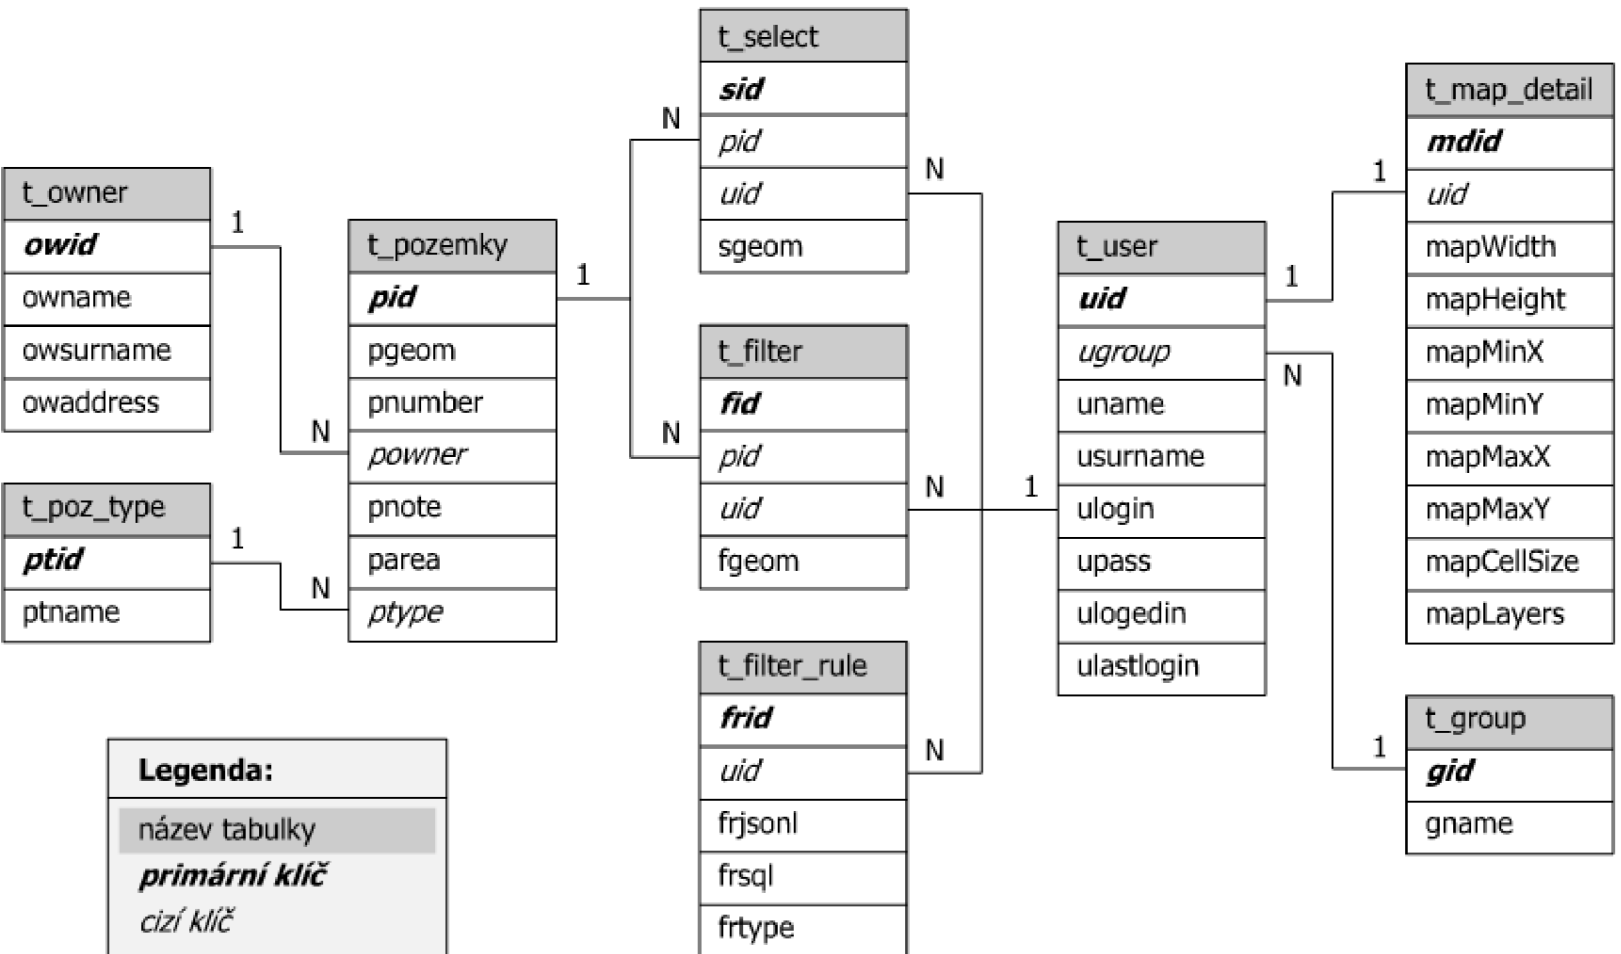 t_owner
owid
owname
owsurname
owaddress
t_poz_type
ptid
ptname
1
N
1
N
t_pozemky
pid
pgeom
pnumber
powner
pnote
parea
ptype
1
N
N
t_select
sid
pid
uid
sgeom
t_filter
fid
pid
uid
fgeom
t_filter_rule
frid
uid
frjsonl
frsql
frtype
N
N
N
1
t_user
uid
ugroup
uname
usurname
ulogin
upass
ulogedin
ulastlogin
1
1
N
1
t_map_detail
mdid
uid
mapWidth
mapHeight
mapMinX
mapMinY
mapMaxX
mapMaxY
mapCellSize
mapLayers
t_group
gid
gname
Legenda:
název tabulky
primární klíč
cizí klíč